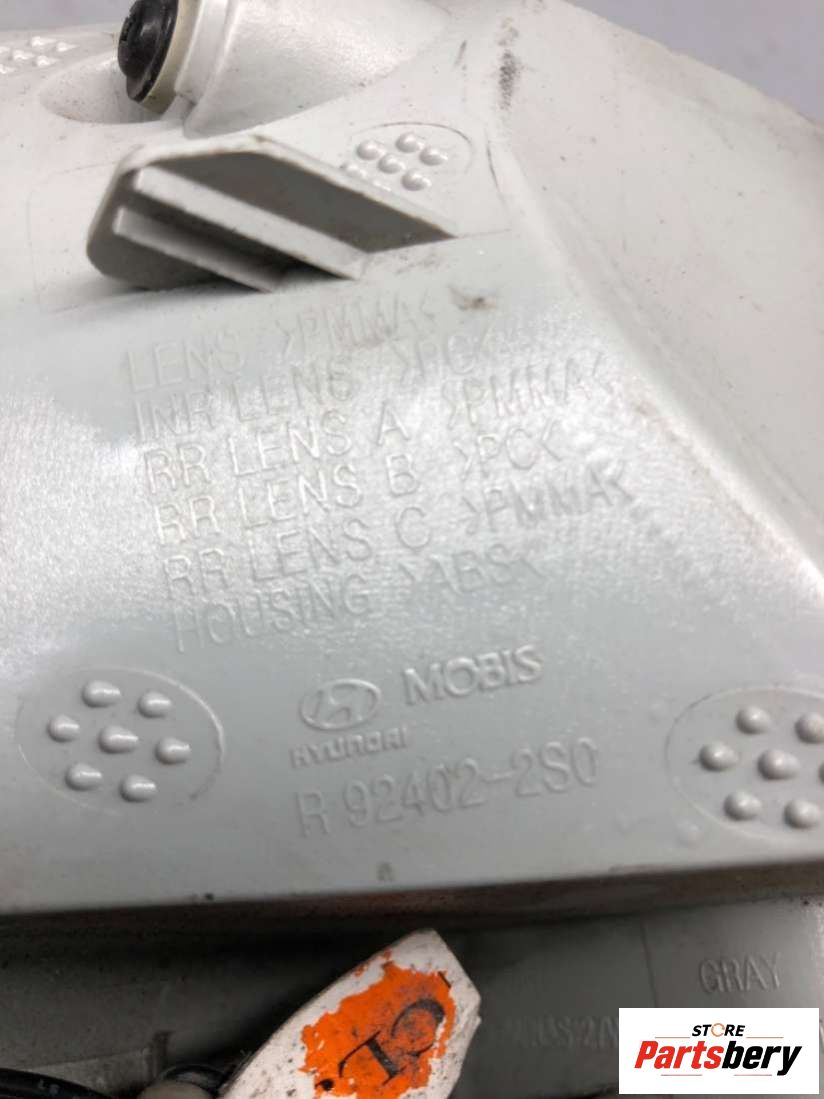 LENS >PMMA<
INR LENS >PC<
RR LENS A >PMMA<
RR LENS B >PC<
RR LENS C >PMMA<
HOUSING >ABS<
MOBIS
HYUNDAI
R 92402-2S0
GRAY
STORE
Partsbery